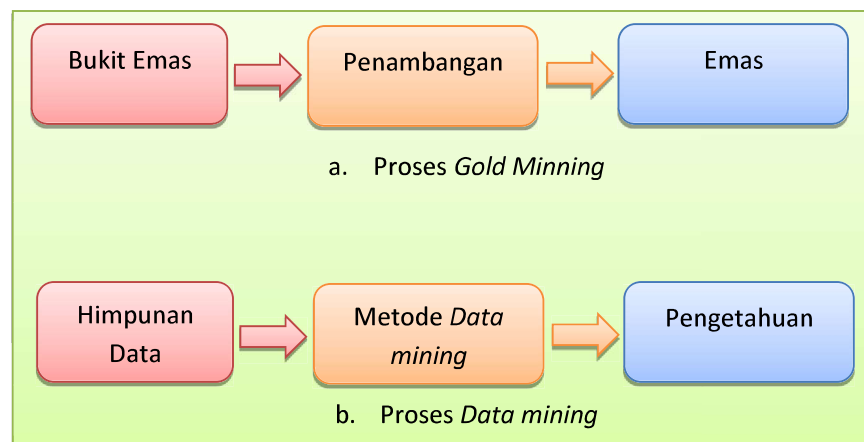 Bukit Emas
Penambangan
Emas
a. Proses Gold Minning
Himpunan
Data
Metode Data
mining
Pengetahuan
b. Proses Data mining